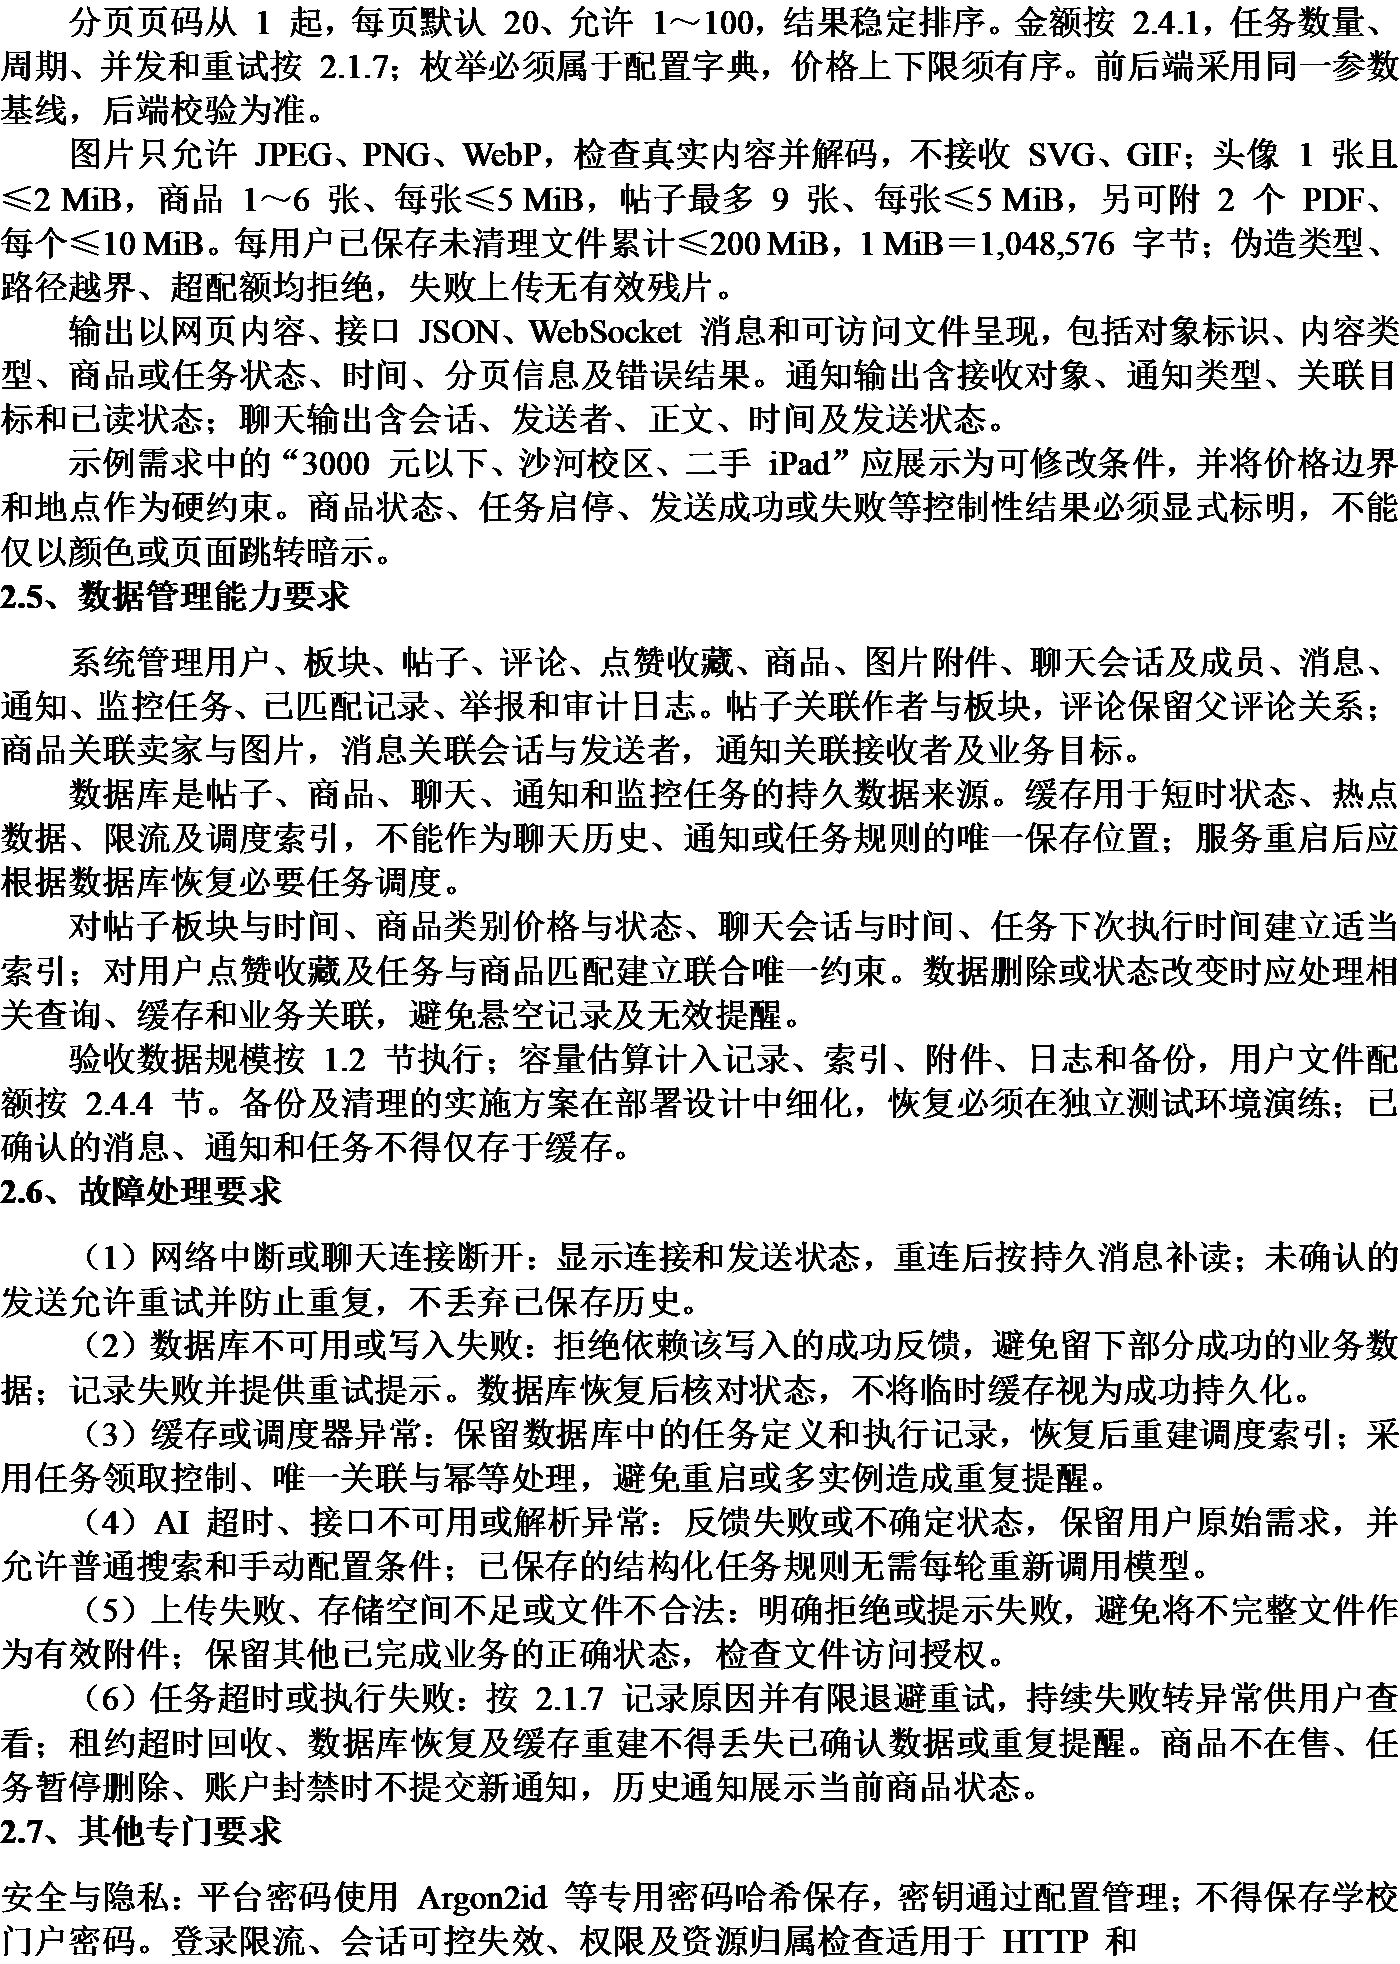 分页页码从 1 起，每页默认 20、允许 1～100，结果稳定排序。金额按 2.4.1，任务数量、
周期、并发和重试按 2.1.7；枚举必须属于配置字典，价格上下限须有序。前后端采用同一参数
基线，后端校验为准。
图片只允许 JPEG、PNG、WebP，检查真实内容并解码，不接收 SVG、GIF；头像 1 张且
≤2 MiB，商品 1～6 张、每张≤5 MiB，帖子最多 9 张、每张≤5 MiB，另可附 2 个 PDF、
每个≤10 MiB。每用户已保存未清理文件累计≤200 MiB，1 MiB＝1,048,576 字节；伪造类型、
路径越界、超配额均拒绝，失败上传无有效残片。
输出以网页内容、接口 JSON、WebSocket 消息和可访问文件呈现，包括对象标识、内容类
型、商品或任务状态、时间、分页信息及错误结果。通知输出含接收对象、通知类型、关联目
标和已读状态；聊天输出含会话、发送者、正文、时间及发送状态。
示例需求中的“3000 元以下、沙河校区、二手 iPad”应展示为可修改条件，并将价格边界
和地点作为硬约束。商品状态、任务启停、发送成功或失败等控制性结果必须显式标明，不能
仅以颜色或页面跳转暗示。
2.5、数据管理能力要求
系统管理用户、板块、帖子、评论、点赞收藏、商品、图片附件、聊天会话及成员、消息、
通知、监控任务、已匹配记录、举报和审计日志。帖子关联作者与板块，评论保留父评论关系；
商品关联卖家与图片，消息关联会话与发送者，通知关联接收者及业务目标。
数据库是帖子、商品、聊天、通知和监控任务的持久数据来源。缓存用于短时状态、热点
数据、限流及调度索引，不能作为聊天历史、通知或任务规则的唯一保存位置；服务重启后应
根据数据库恢复必要任务调度。
对帖子板块与时间、商品类别价格与状态、聊天会话与时间、任务下次执行时间建立适当
索引；对用户点赞收藏及任务与商品匹配建立联合唯一约束。数据删除或状态改变时应处理相
关查询、缓存和业务关联，避免悬空记录及无效提醒。
验收数据规模按 1.2 节执行；容量估算计入记录、索引、附件、日志和备份，用户文件配
额按 2.4.4 节。备份及清理的实施方案在部署设计中细化，恢复必须在独立测试环境演练；已
确认的消息、通知和任务不得仅存于缓存。
2.6、故障处理要求
（1）网络中断或聊天连接断开：显示连接和发送状态，重连后按持久消息补读；未确认的
发送允许重试并防止重复，不丢弃已保存历史。
（2）数据库不可用或写入失败：拒绝依赖该写入的成功反馈，避免留下部分成功的业务数
据；记录失败并提供重试提示。数据库恢复后核对状态，不将临时缓存视为成功持久化。
（3）缓存或调度器异常：保留数据库中的任务定义和执行记录，恢复后重建调度索引；采
用任务领取控制、唯一关联与幂等处理，避免重启或多实例造成重复提醒。
（4）AI 超时、接口不可用或解析异常：反馈失败或不确定状态，保留用户原始需求，并
允许普通搜索和手动配置条件；已保存的结构化任务规则无需每轮重新调用模型。
（5）上传失败、存储空间不足或文件不合法：明确拒绝或提示失败，避免将不完整文件作
为有效附件；保留其他已完成业务的正确状态，检查文件访问授权。
（6）任务超时或执行失败：按 2.1.7 记录原因并有限退避重试，持续失败转异常供用户查
看；租约超时回收、数据库恢复及缓存重建不得丢失已确认数据或重复提醒。商品不在售、任
务暂停删除、账户封禁时不提交新通知，历史通知展示当前商品状态。
2.7、其他专门要求
安全与隐私：平台密码使用 Argon2id 等专用密码哈希保存，密钥通过配置管理；不得保存学校
门户密码。登录限流、会话可控失效、权限及资源归属检查适用于 HTTP 和